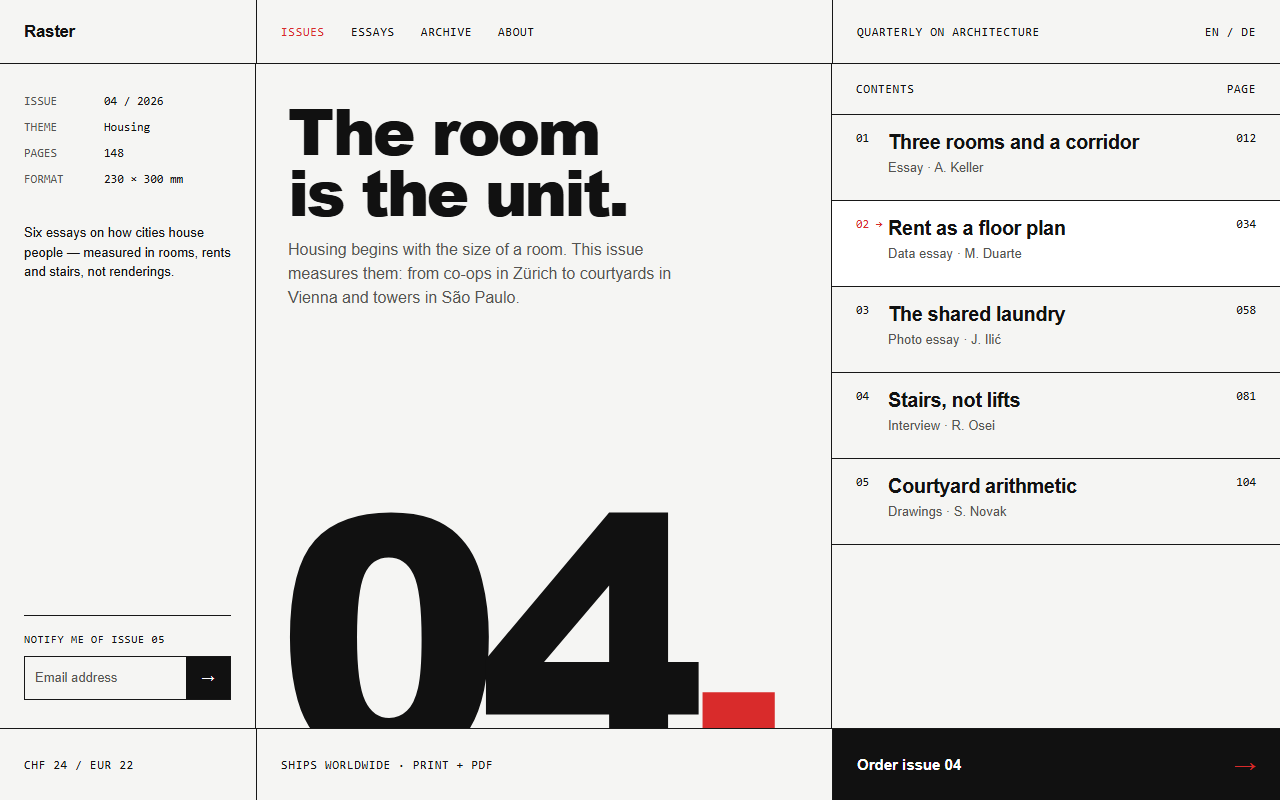 Raster
ISSUES ESSAYS ARCHIVE ABOUT
QUARTERLY ON ARCHITECTURE
EN / DE
ISSUE 04 / 2026
THEME Housing
PAGES 148
FORMAT 230 × 300 mm
Six essays on how cities house
people — measured in rooms, rents
and stairs, not renderings.
NOTIFY ME OF ISSUE 05
Email address →
The room
is the unit.
Housing begins with the size of a room. This issue
measures them: from co-ops in Zürich to courtyards in
Vienna and towers in São Paulo.
04.
CONTENTS PAGE
01 Three rooms and a corridor 012
Essay · A. Keller
02 → Rent as a floor plan 034
Data essay · M. Duarte
03 The shared laundry 058
Photo essay · J. Ilić
04 Stairs, not lifts 081
Interview · R. Osei
05 Courtyard arithmetic 104
Drawings · S. Novak
CHF 24 / EUR 22
SHIPS WORLDWIDE · PRINT + PDF
Order issue 04 →